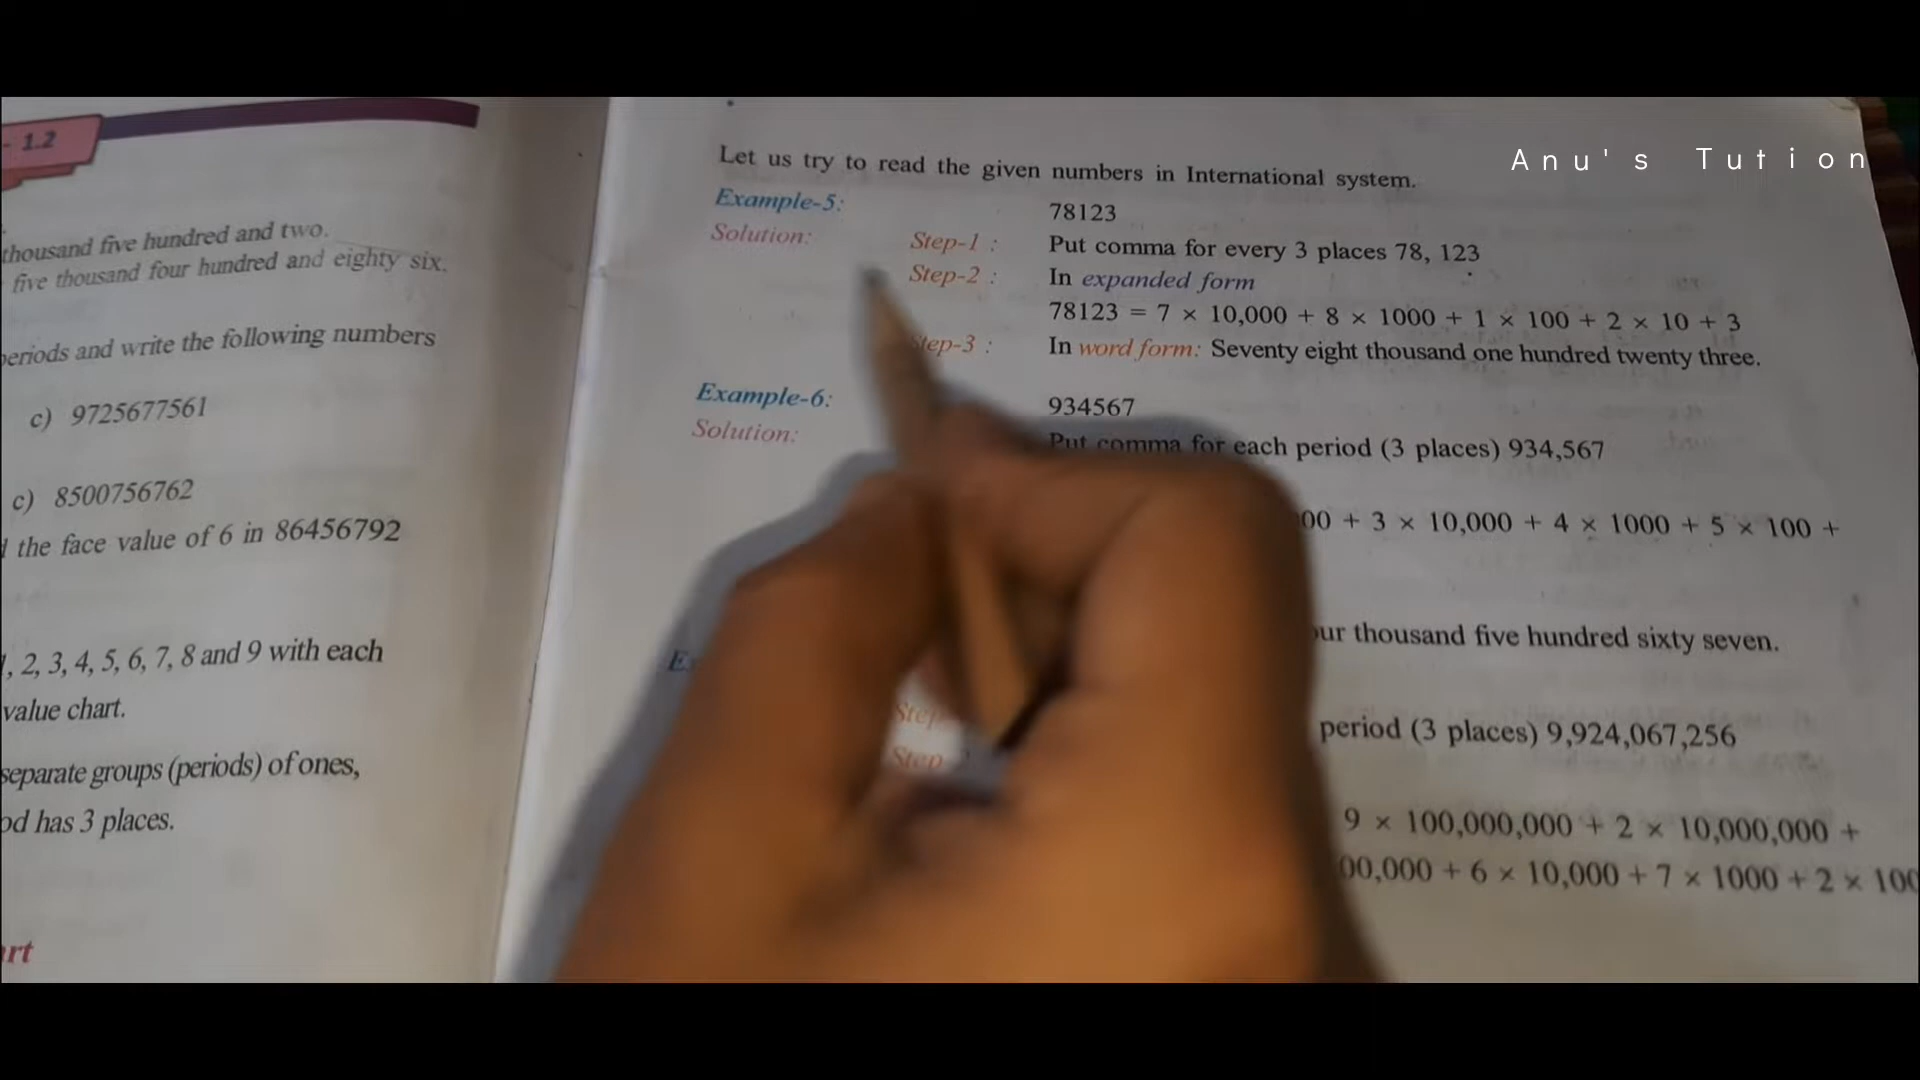 - 1.2
thousand five hundred and two.
five thousand four hundred and eighty six.
periods and write the following numbers
c) 9725677561
c) 8500756762
the face value of 6 in 86456792
, 2, 3, 4, 5, 6, 7, 8 and 9 with each
value chart.
separate groups (periods) of ones,
has 3 places.
Anu's Tution
Let us try to read the given numbers in International system.
Example-5: 78123
Solution: Step-1 : Put comma for every 3 places 78, 123
Step-2 : In expanded form
78123 = 7 × 10,000 + 8 × 1000 + 1 × 100 + 2 × 10 + 3
Step-3 : In word form: Seventy eight thousand one hundred twenty three.
Example-6: 934567
Solution: Put comma for each period (3 places) 934,567
00 + 3 × 10,000 + 4 × 1000 + 5 × 100 +
thousand five hundred sixty seven.
period (3 places) 9,924,067,256
Step
9 × 100,000,000 + 2 × 10,000,000 +
00,000 + 6 × 10,000 + 7 × 1000 + 2 × 100